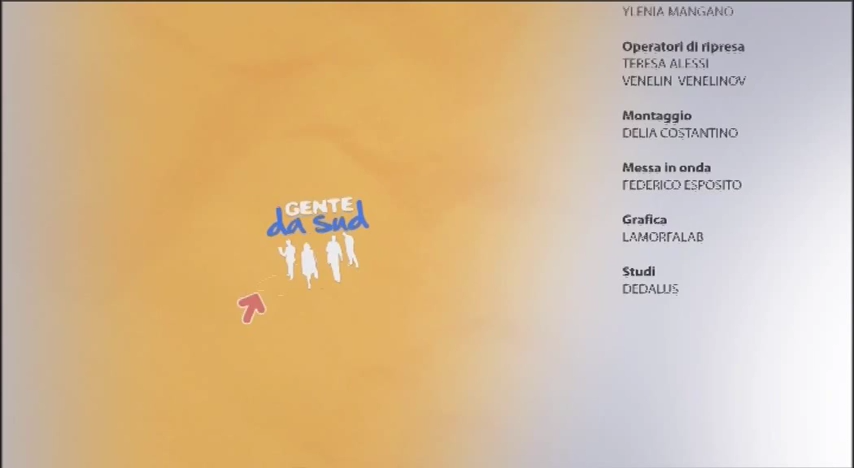 YLENIA MANGANO
Operatori di ripresa
TERESA ALESSI
VENELIN VENELINOV
Montaggio
DELIA COSTANTINO
Messa in onda
FEDERICO ESPOSITO
Grafica
LAMORFALAB
Studi
DEDALUS
GENTE
da sud